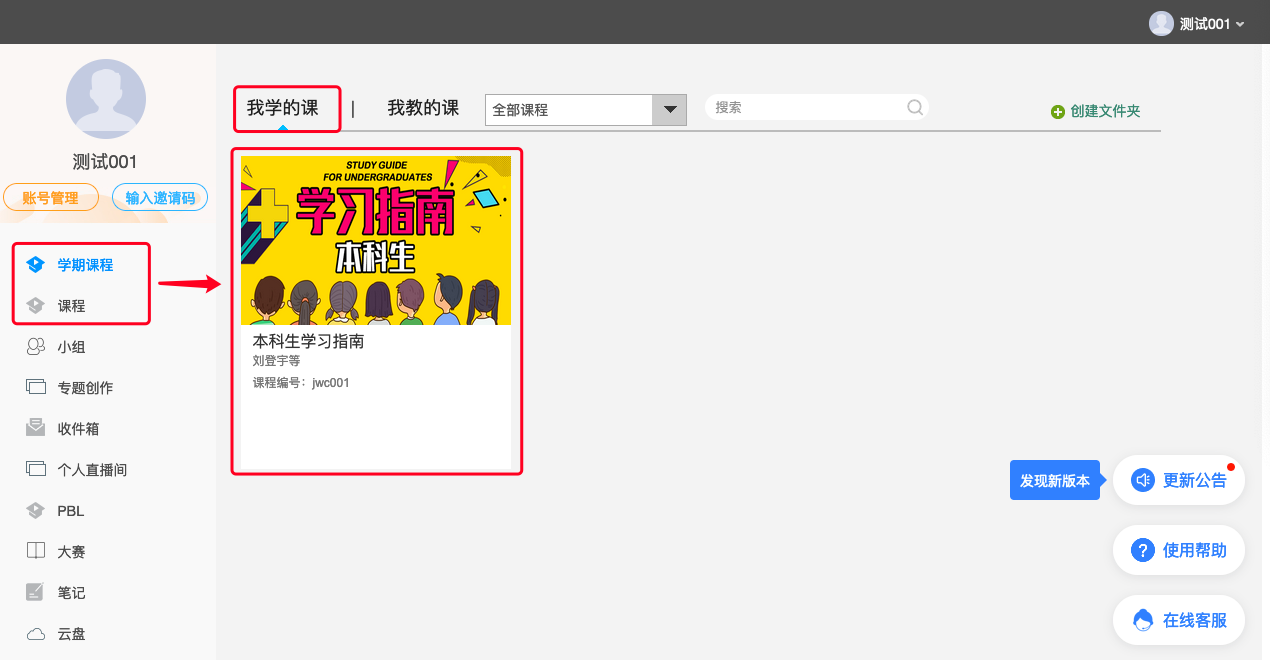 测试001
测试001
账号管理
输入邀请码
学期课程
课程
小组
专题创作
收件箱
个人直播间
PBL
大赛
笔记
云盘
我学的课 | 我教的课 全部课程 搜索 创建文件夹
STUDY GUIDE
FOR UNDERGRADUATES
学习指南
本科生
本科生学习指南
刘登宇等
课程编号：jwc001
发现新版本
更新公告
使用帮助
在线客服